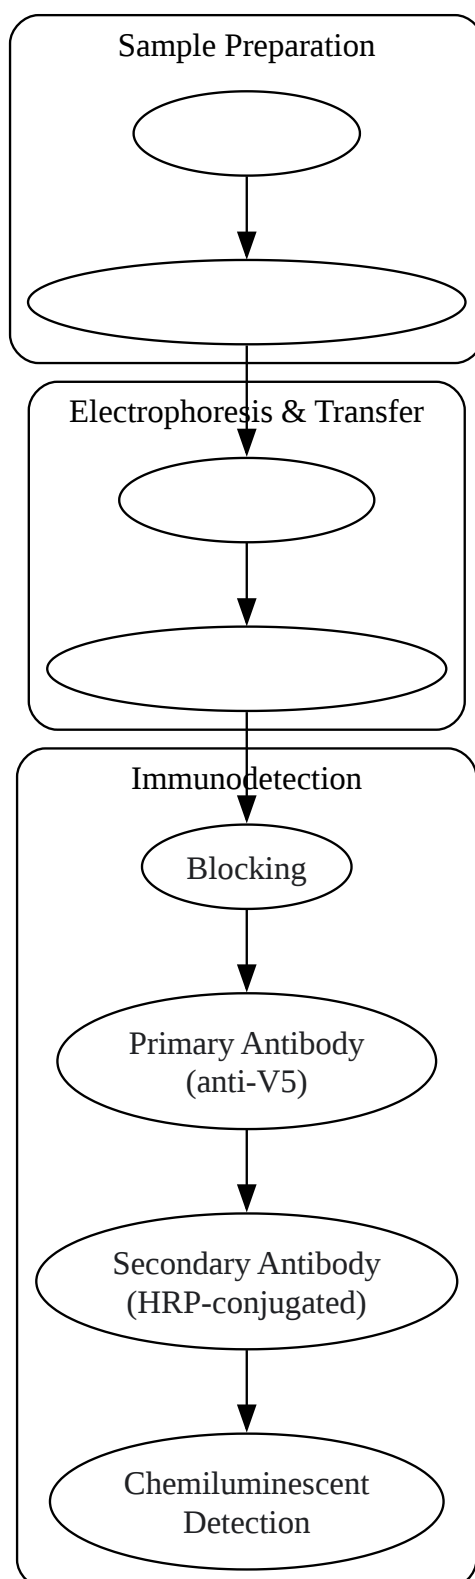 Sample Preparation
Electrophoresis & Transfer
Immunodetection
Blocking
Primary Antibody
(anti-V5)
Secondary Antibody
(HRP-conjugated)
Chemiluminescent
Detection